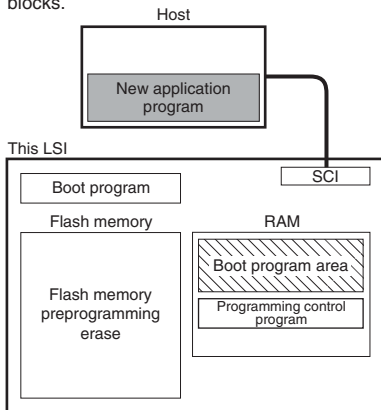 blocks.
Host
New application
program
This LSI
SCI
Boot program
Flash memory
RAM
Flash memory
preprogramming
erase
Boot program area
Programming control
program